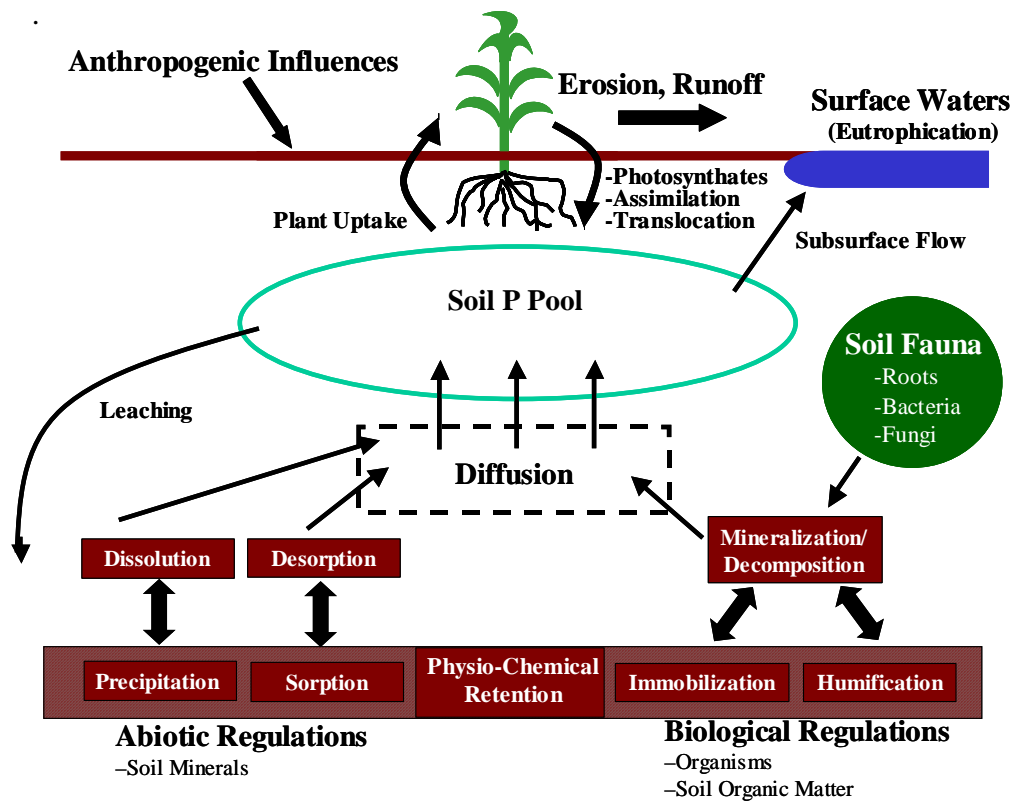 Anthropogenic Influences
Erosion, Runoff
Surface Waters
(Eutrophication)
-Photosynthates
-Assimilation
-Translocation
Plant Uptake
Subsurface Flow
Soil P Pool
Soil Fauna
-Roots
-Bacteria
-Fungi
Leaching
Diffusion
Dissolution
Desorption
Mineralization/
Decomposition
Precipitation
Sorption
Physio-Chemical
Retention
Immobilization
Humification
Abiotic Regulations
–Soil Minerals
Biological Regulations
–Organisms
–Soil Organic Matter